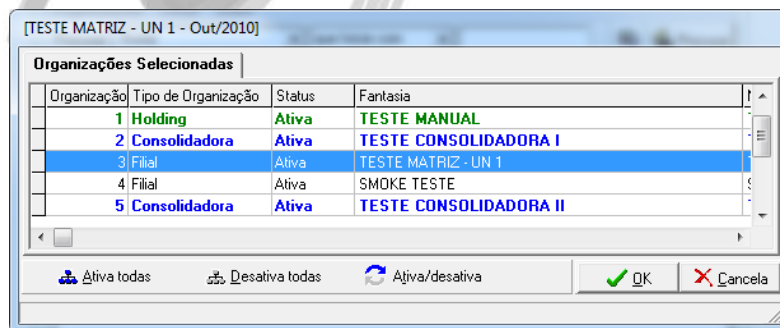 [TESTE MATRIZ - UN 1 - Out/2010]
Organizações Selecionadas
Organização Tipo de Organização Status Fantasia
1 Holding Ativa TESTE MANUAL
2 Consolidadora Ativa TESTE CONSOLIDADORA I
3 Filial Ativa TESTE MATRIZ - UN 1
4 Filial Ativa SMOKE TESTE
5 Consolidadora Ativa TESTE CONSOLIDADORA II
Ativa todas Desativa todas Ativa/desativa OK Cancela